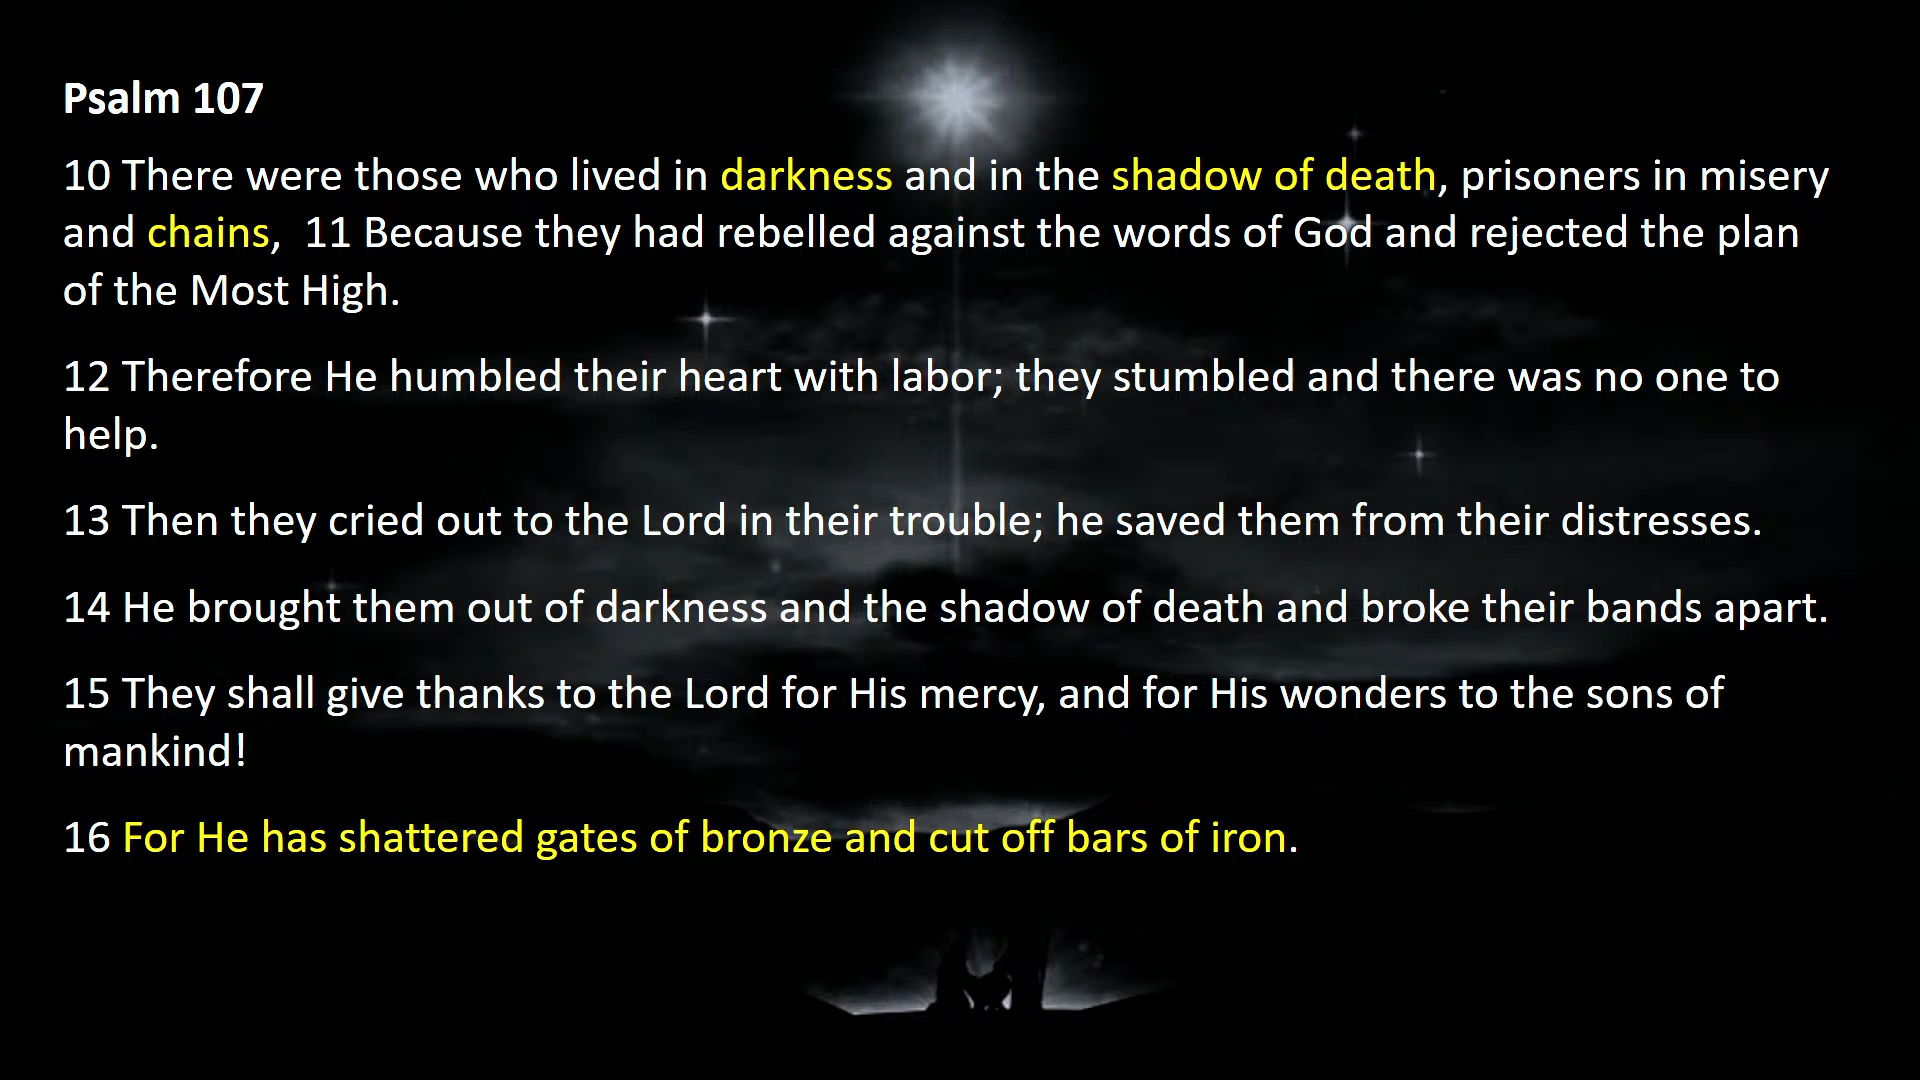 Psalm 107
10 There were those who lived in darkness and in the shadow of death, prisoners in misery
and chains,  11 Because they had rebelled against the words of God and rejected the plan
of the Most High.
12 Therefore He humbled their heart with labor; they stumbled and there was no one to
help.
13 Then they cried out to the Lord in their trouble; he saved them from their distresses.
14 He brought them out of darkness and the shadow of death and broke their bands apart.
15 They shall give thanks to the Lord for His mercy, and for His wonders to the sons of
mankind!
16 For He has shattered gates of bronze and cut off bars of iron.